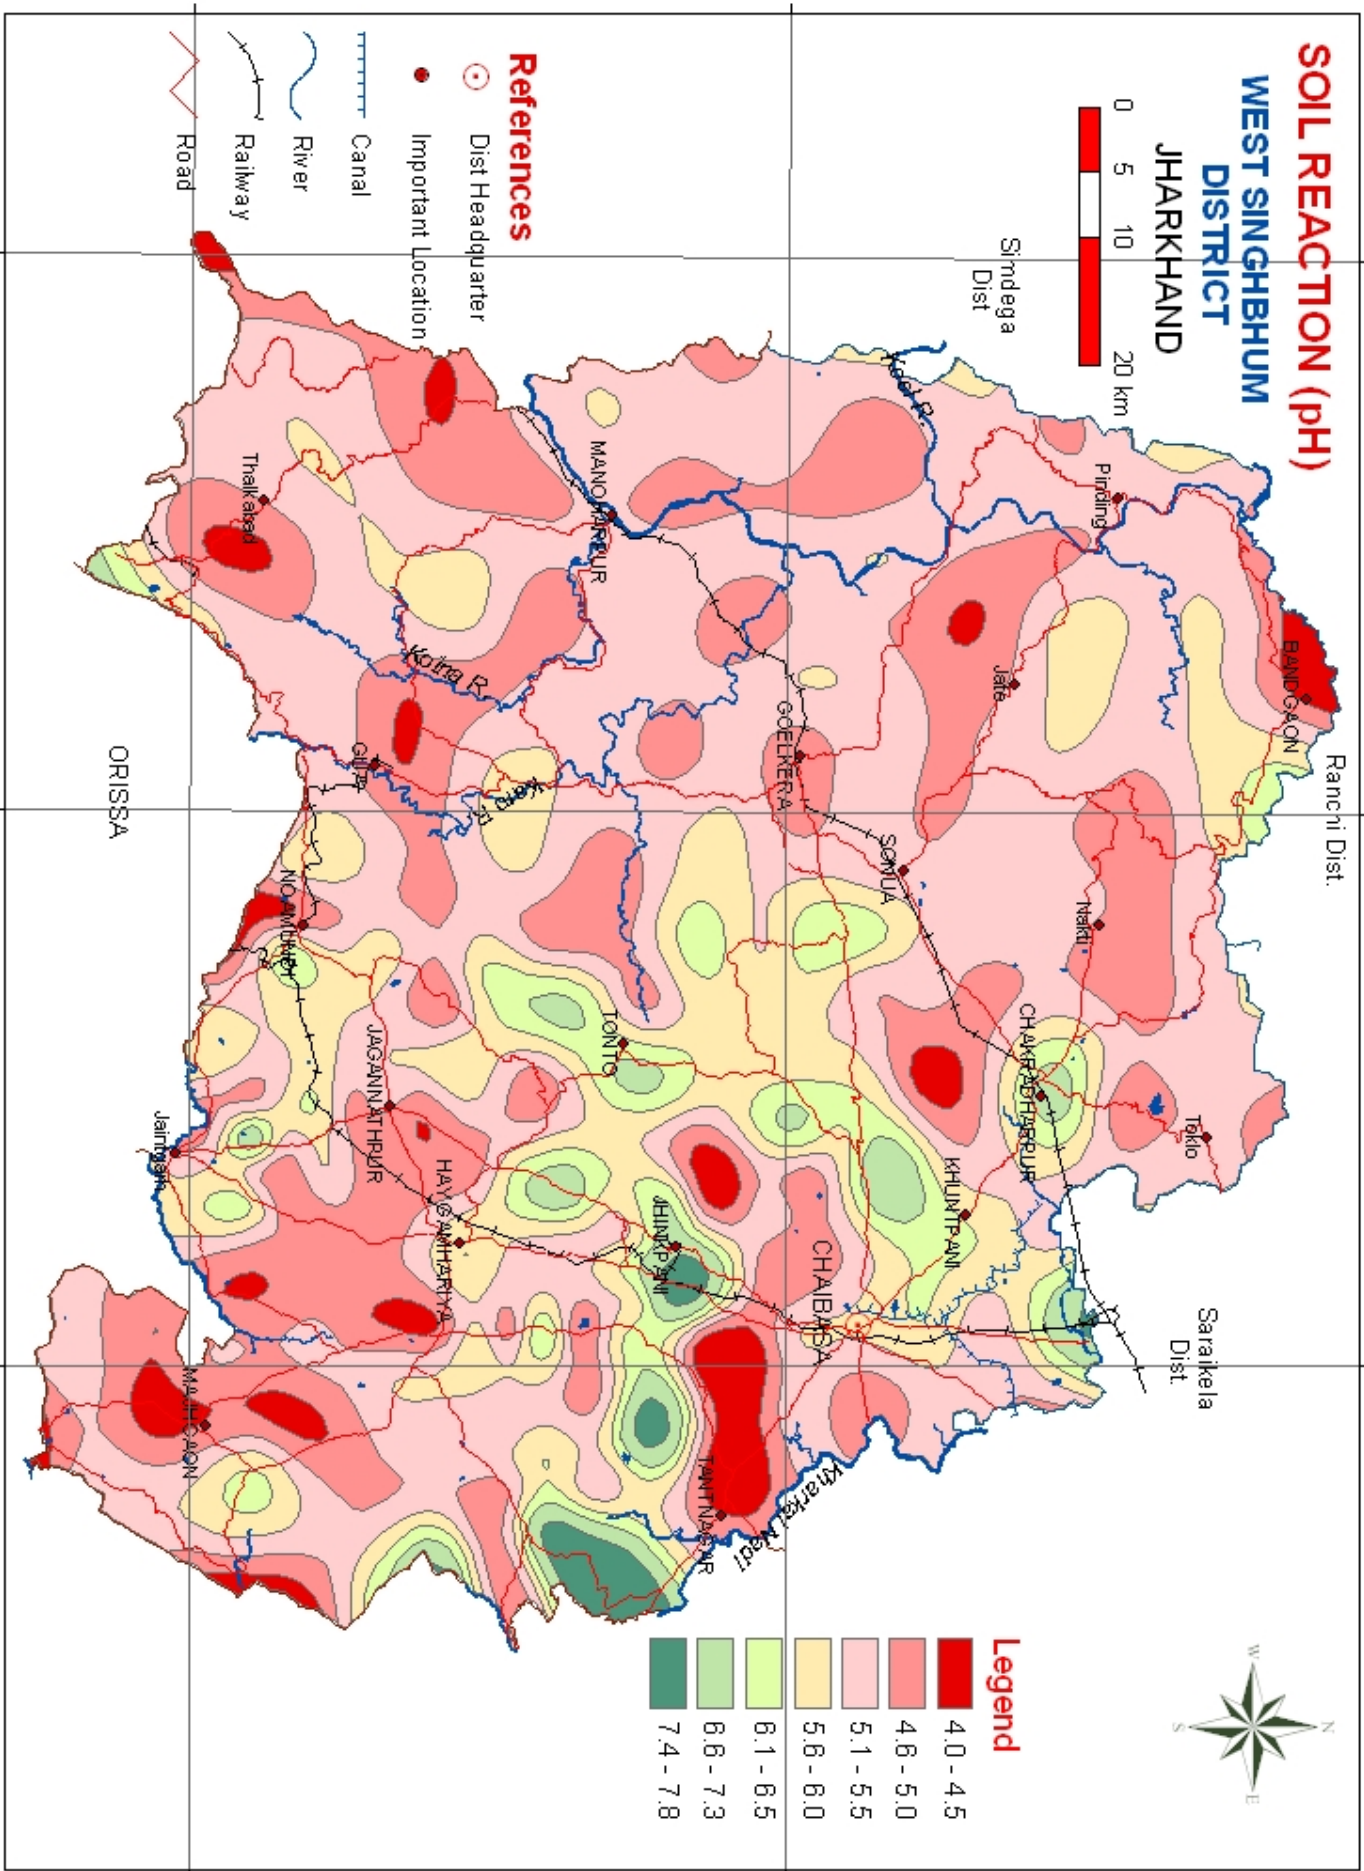 SOIL REACTION (pH)
WEST SINGHBHUM
DISTRICT
JHARKHAND
0 5 10 20 km
Simdega
Dist
Ranchi Dist.
Saraikela
Dist.
ORISSA
N
W
E
S
BANDGAON
Pinding
Jate
Nakti
Toklo
Koel R.
CHAKRADHARPUR
SONUA
KHUNTPANI
GOELKERA
CHAIBASA
MANOHARPUR
TONTO
JHINKPANI
TANTNAGAR
Kharkai Nadi
Koina R.
Karo R.
JAGANNATHPUR
HAYGAMHARIYA
Thalkabad
NOAMUNDI
Jaintgarh
MAJHGAON
References
Dist Headquarter
Important Location
Canal
River
Railway
Road
Legend
4.0 - 4.5
4.6 - 5.0
5.1 - 5.5
5.6 - 6.0
6.1 - 6.5
6.6 - 7.3
7.4 - 7.8